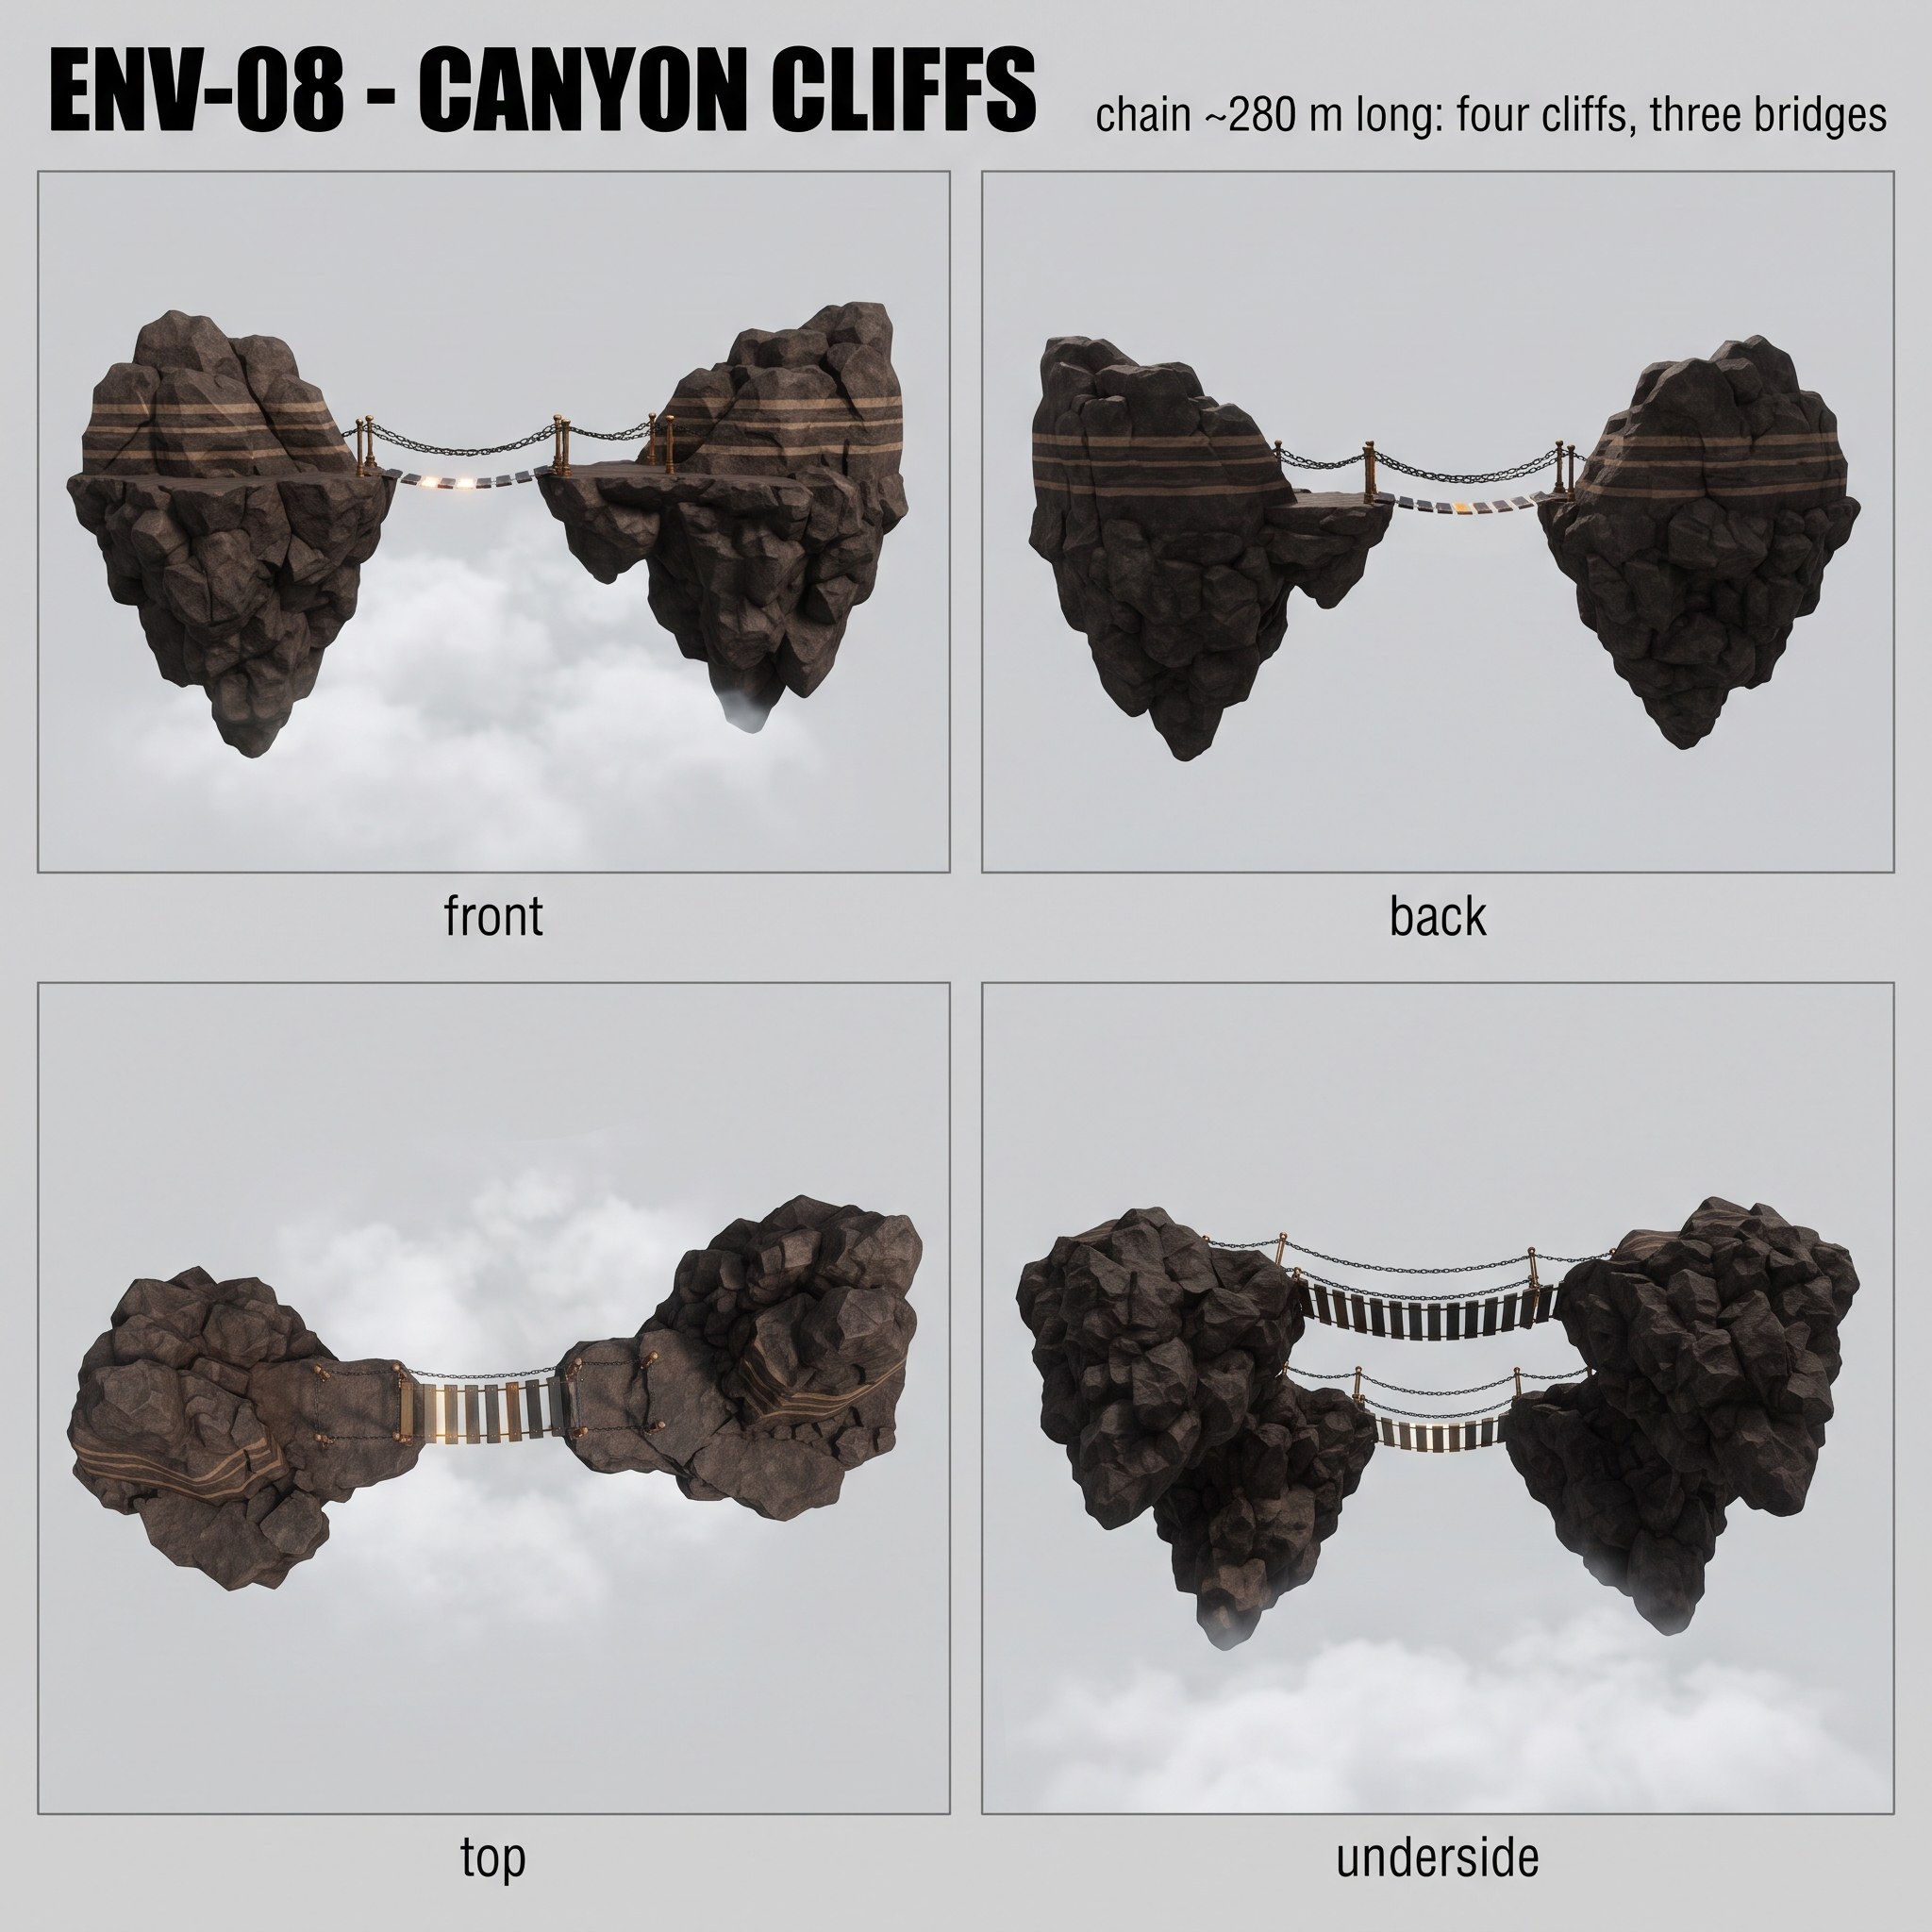 ENV-08 - CANYON CLIFFS
chain ~280 m long: four cliffs, three bridges
front
back
top
underside